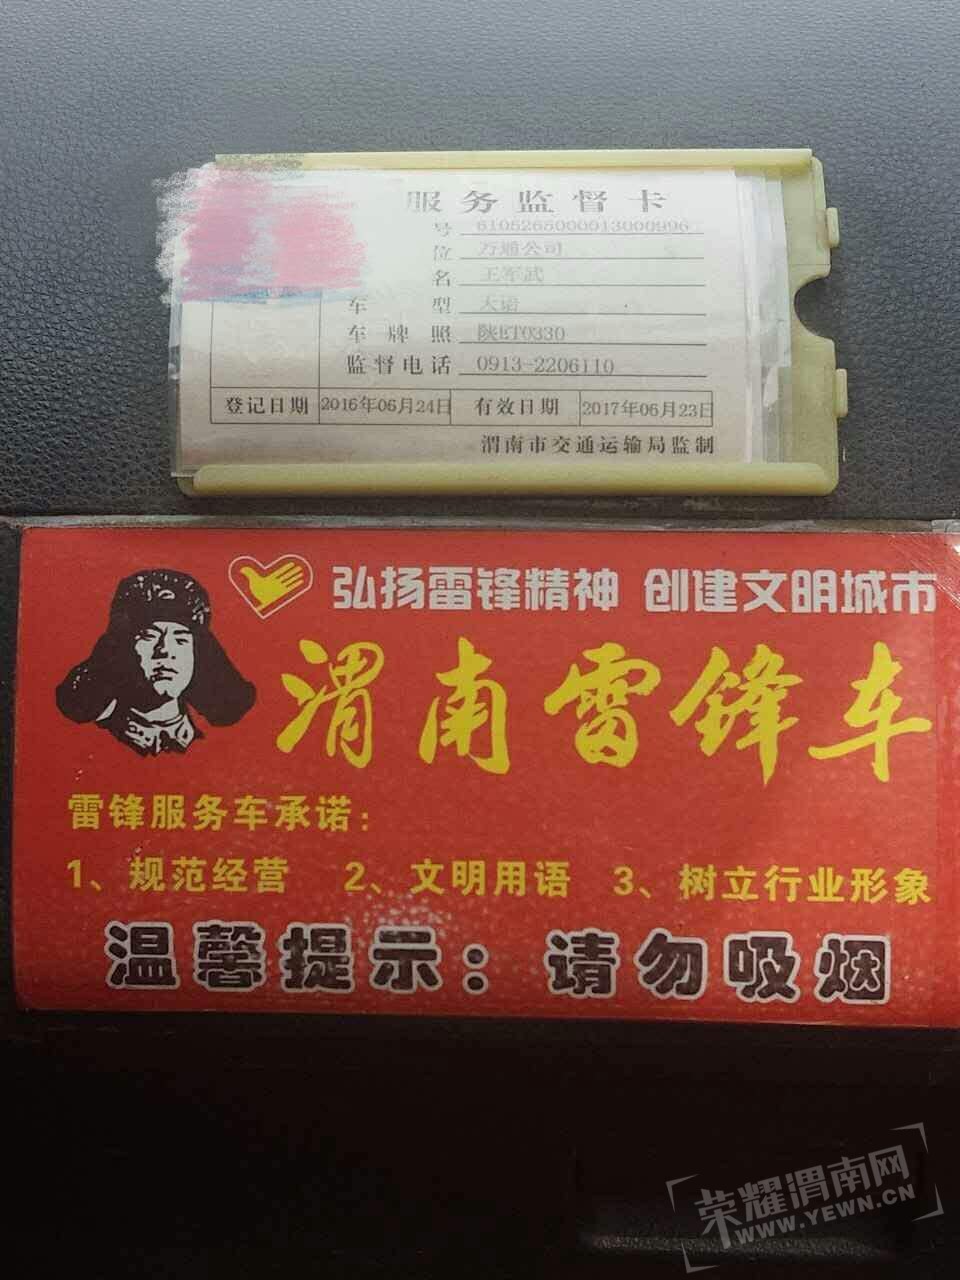 服务监督卡
号 6105265000013000996
位 万通公司
名 王军武
车型 大语
车牌照 陕ET0330
监督电话 0913-2206110
登记日期 2016年06月24日 有效日期 2017年06月23日
渭南市交通运输局监制
弘扬雷锋精神 创建文明城市
渭南雷锋车
雷锋服务车承诺：
1、规范经营 2、文明用语 3、树立行业形象
温馨提示：请勿吸烟
荣耀渭南网
WWW.YEWN.CN